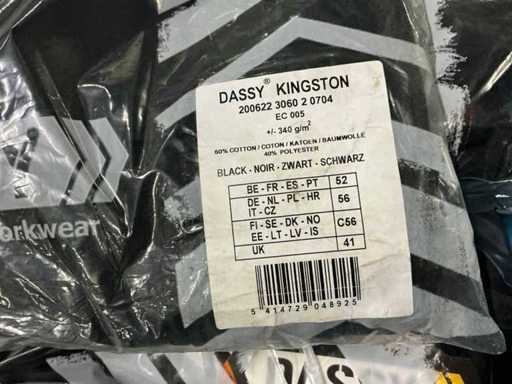 DASSY® KINGSTON
200622 3060 2 0704
EC 005
+/- 340 g/m²
60% COTTON / COTON / KATOEN / BAUMWOLLE
40% POLYESTER
BLACK - NOIR - ZWART - SCHWARZ
BE - FR - ES - PT 52
DE - NL - PL - HR 56
IT - CZ
FI - SE - DK - NO C56
EE - LT - LV - IS
UK 41
5 414729 048925
orkwear